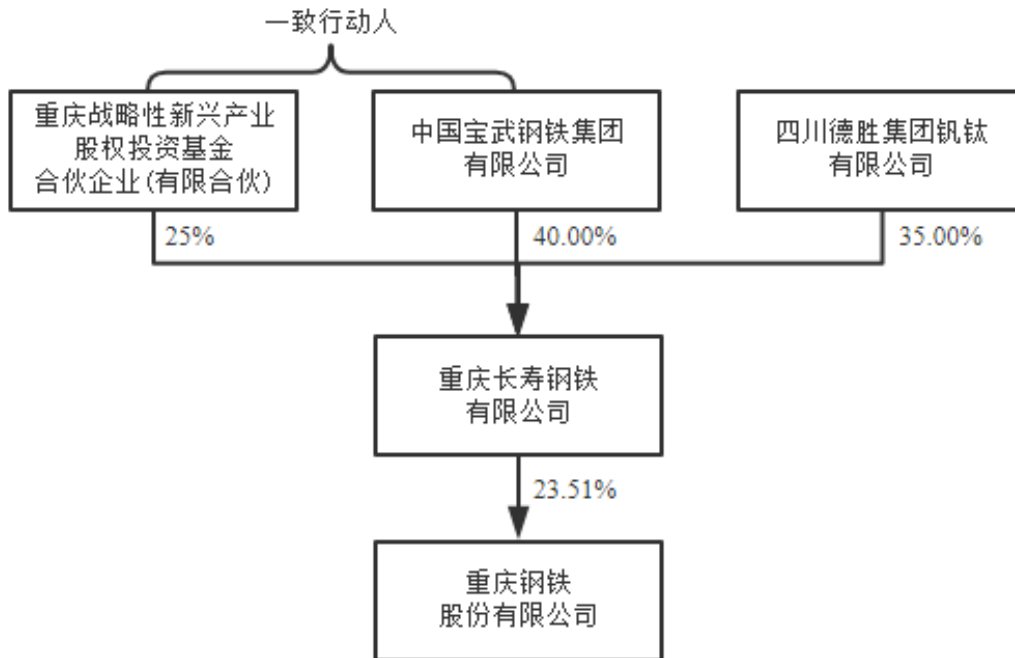 一致行动人
重庆战略性新兴产业
股权投资基金
合伙企业(有限合伙)
中国宝武钢铁集团
有限公司
四川德胜集团钒钛
有限公司
25%
40.00%
35.00%
重庆长寿钢铁
有限公司
23.51%
重庆钢铁
股份有限公司